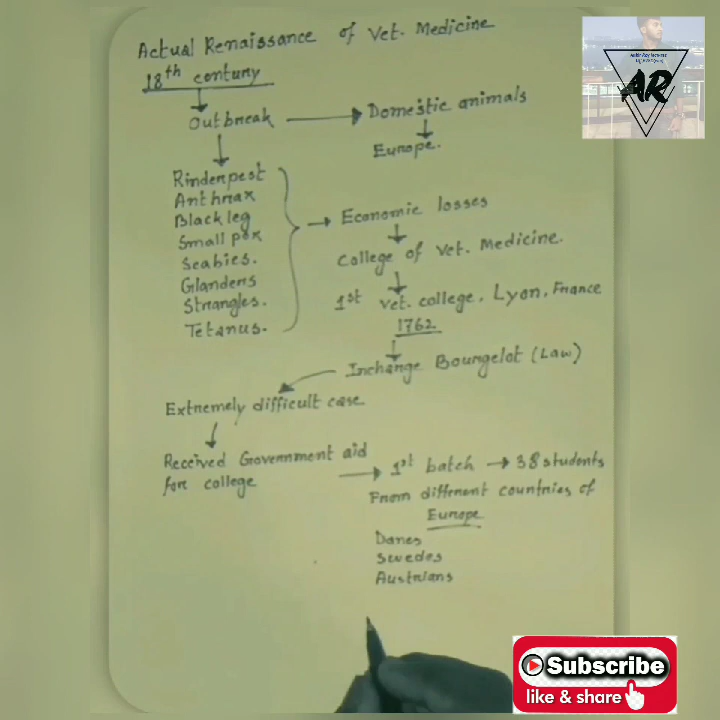 Actual Renaissance of Vet. Medicine
18th century
Outbreak → Domestic animals
Europe.
Rinderpest
Anthrax
Black leg
Small pox
Scabies.
Glanders
Strangles.
Tetanus.
→ Economic losses
College of Vet. Medicine.
1st Vet. college, Lyon, France
1762
Incharge Bourgelot (Law)
Extremely difficult case
Received Government aid
for college
→ 1st batch → 38 students
From different countries of
Europe
Danes
Swedes
Austrians
AR
Subscribe
like & share